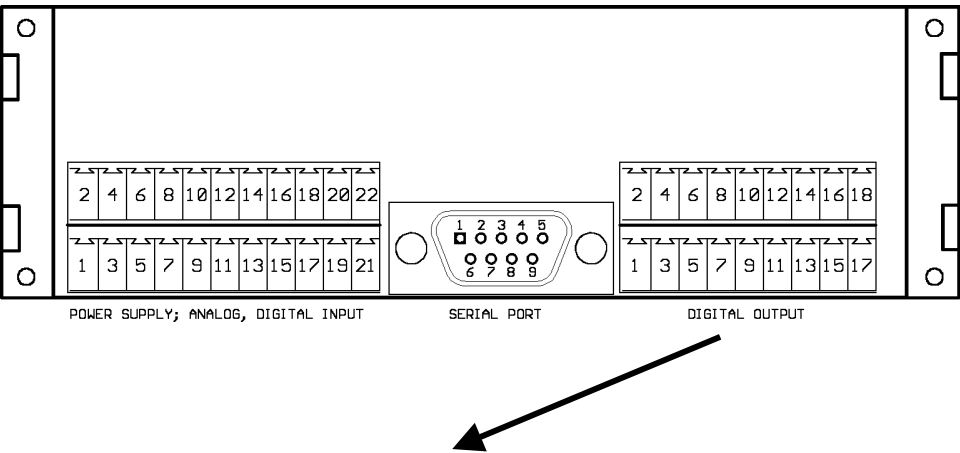 2 4 6 8 10 12 14 16 18 20 22
1 3 5 7 9 11 13 15 17 19 21
1 2 3 4 5
6 7 8 9
2 4 6 8 10 12 14 16 18
1 3 5 7 9 11 13 15 17
POWER SUPPLY; ANALOG, DIGITAL INPUT
SERIAL PORT
DIGITAL OUTPUT